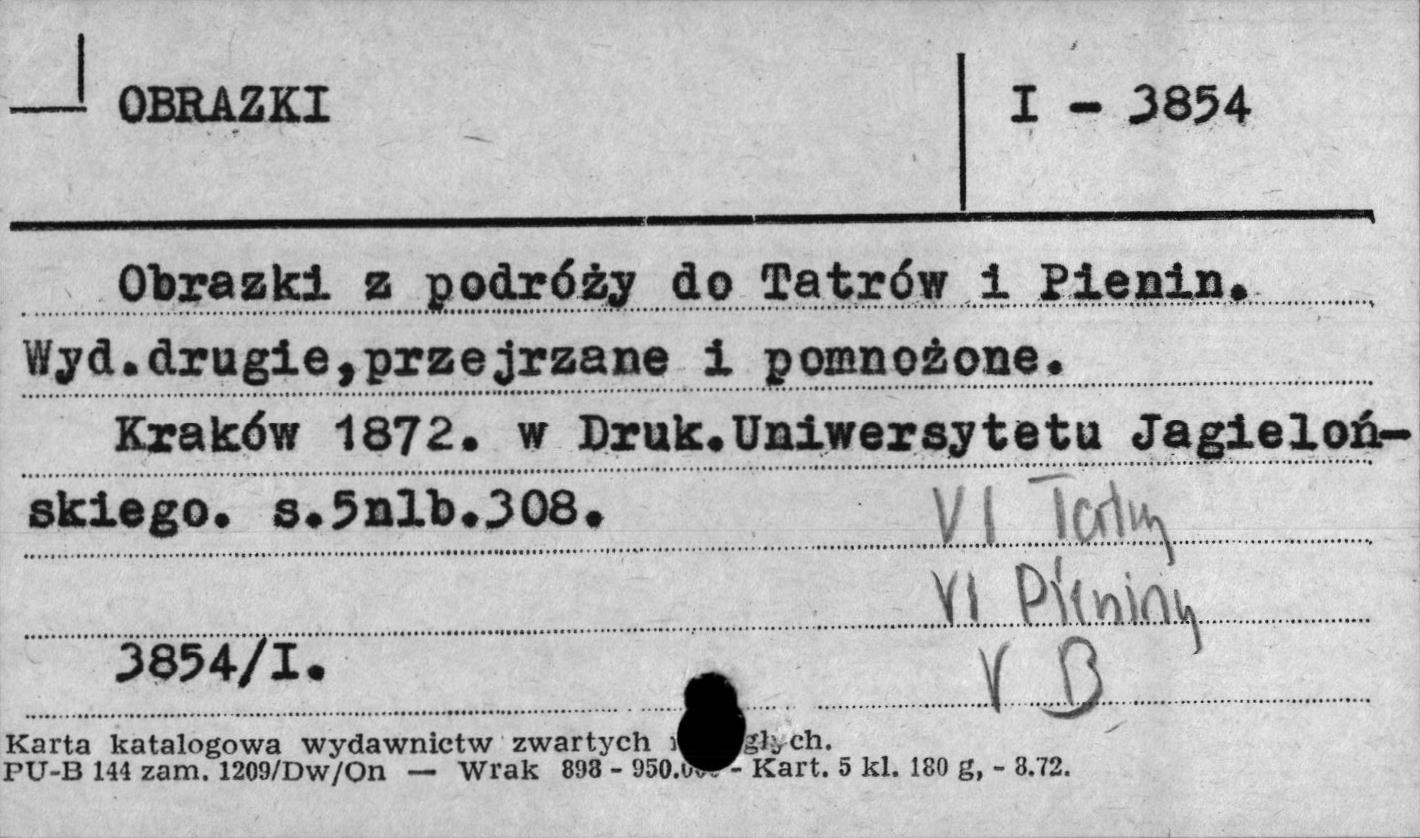 OBRAZKI
I - 3854
Obrazki z podróży do Tatrów i Pienin.
Wyd.drugie,przejrzane i pomnożone.
Kraków 1872. w Druk.Uniwersytetu Jagieloń-
skiego. s.5nlb.308.
VI Tatry
VI Pieniny
3854/I.
V B
Karta katalogowa wydawnictw zwartych
PU-B 144 zam. 1209/Dw/On — Wrak 898 - 950. - Kart. 5 kl. 180 g, - 8.72.